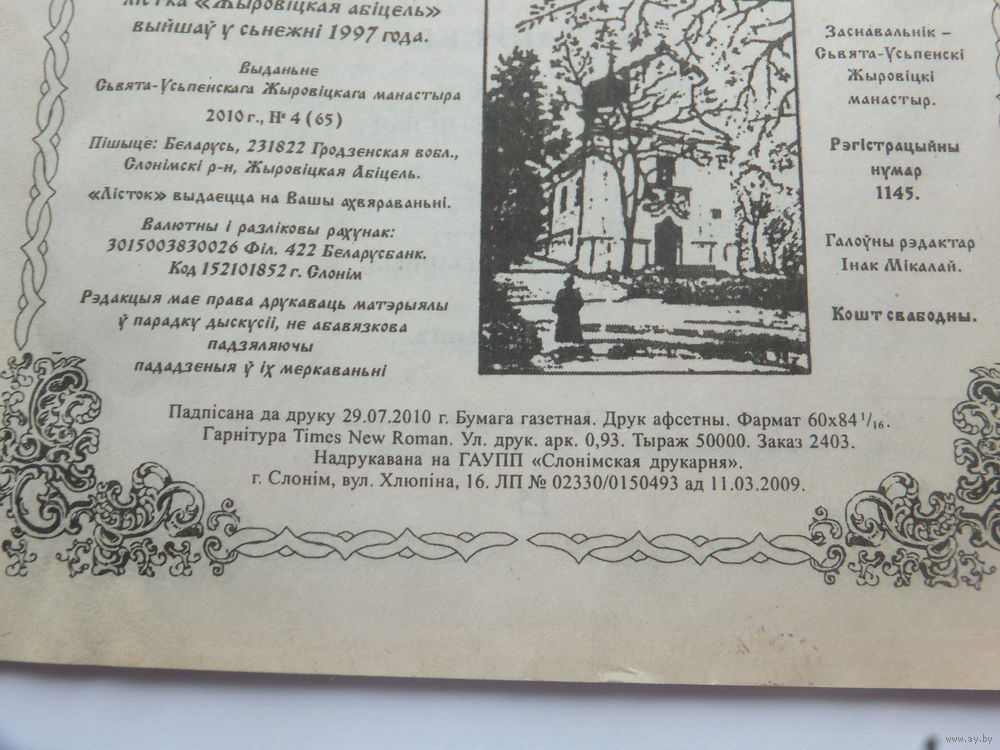 лістка «Жыровіцкая абіцель»
выйшаў у сьнежні 1997 года.
Выданьне
Сьвята-Ўсьпенскага Жыровіцкага манастыра
2010 г., № 4 (65)
Пішыце: Беларусь, 231822 Гродзенская вобл.,
Слонімскі р-н, Жыровіцкая Абіцель.
«Лісток» выдаецца на Вашы ахвяраваньні.
Валютны і разліковы рахунак:
3015003830026 Філ. 422 Беларусбанк.
Код 152101852 г. Слонім
Рэдакцыя мае права друкаваць матэрыялы
ў парадку дыскусіі, не абавязкова
падзяляючы
пададзеныя ў іх меркаваньні
Заснавальнік –
Сьвята-Ўсьпенскі
Жыровіцкі
манастыр.
Рэгістрацыйны
нумар
1145.
Галоўны рэдактар
Інак Мікалай.
Кошт свабодны.
Падпісана да друку 29.07.2010 г. Бумага газетная. Друк афсетны. Фармат 60х84 1/16.
Гарнітура Times New Roman. Ул. друк. арк. 0,93. Тыраж 50000. Заказ 2403.
Надрукавана на ГАУПП «Слонімская друкарня».
г. Слонім, вул. Хлюпіна, 16. ЛП № 02330/0150493 ад 11.03.2009.
www.ay.by